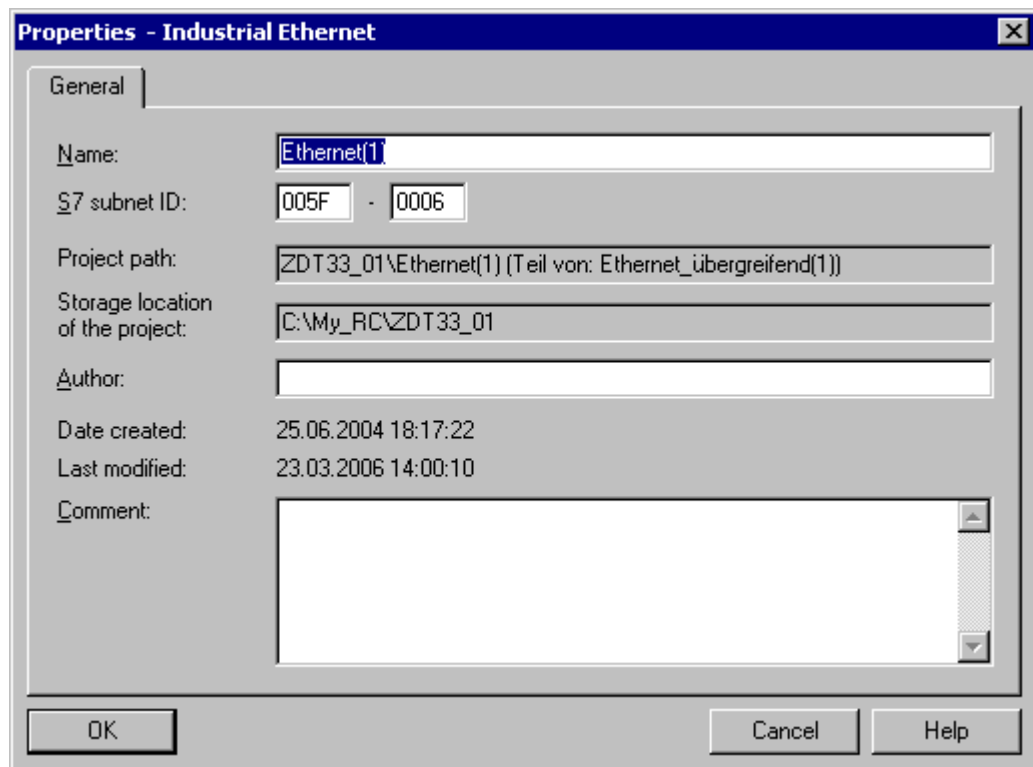 Properties - Industrial Ethernet
General
Name: Ethernet(1)
S7 subnet ID: 005F - 0006
Project path: ZDT33_01\Ethernet(1) (Teil von: Ethernet_übergreifend(1))
Storage location
of the project: C:\My_RC\ZDT33_01
Author:
Date created: 25.06.2004 18:17:22
Last modified: 23.03.2006 14:00:10
Comment:
OK Cancel Help